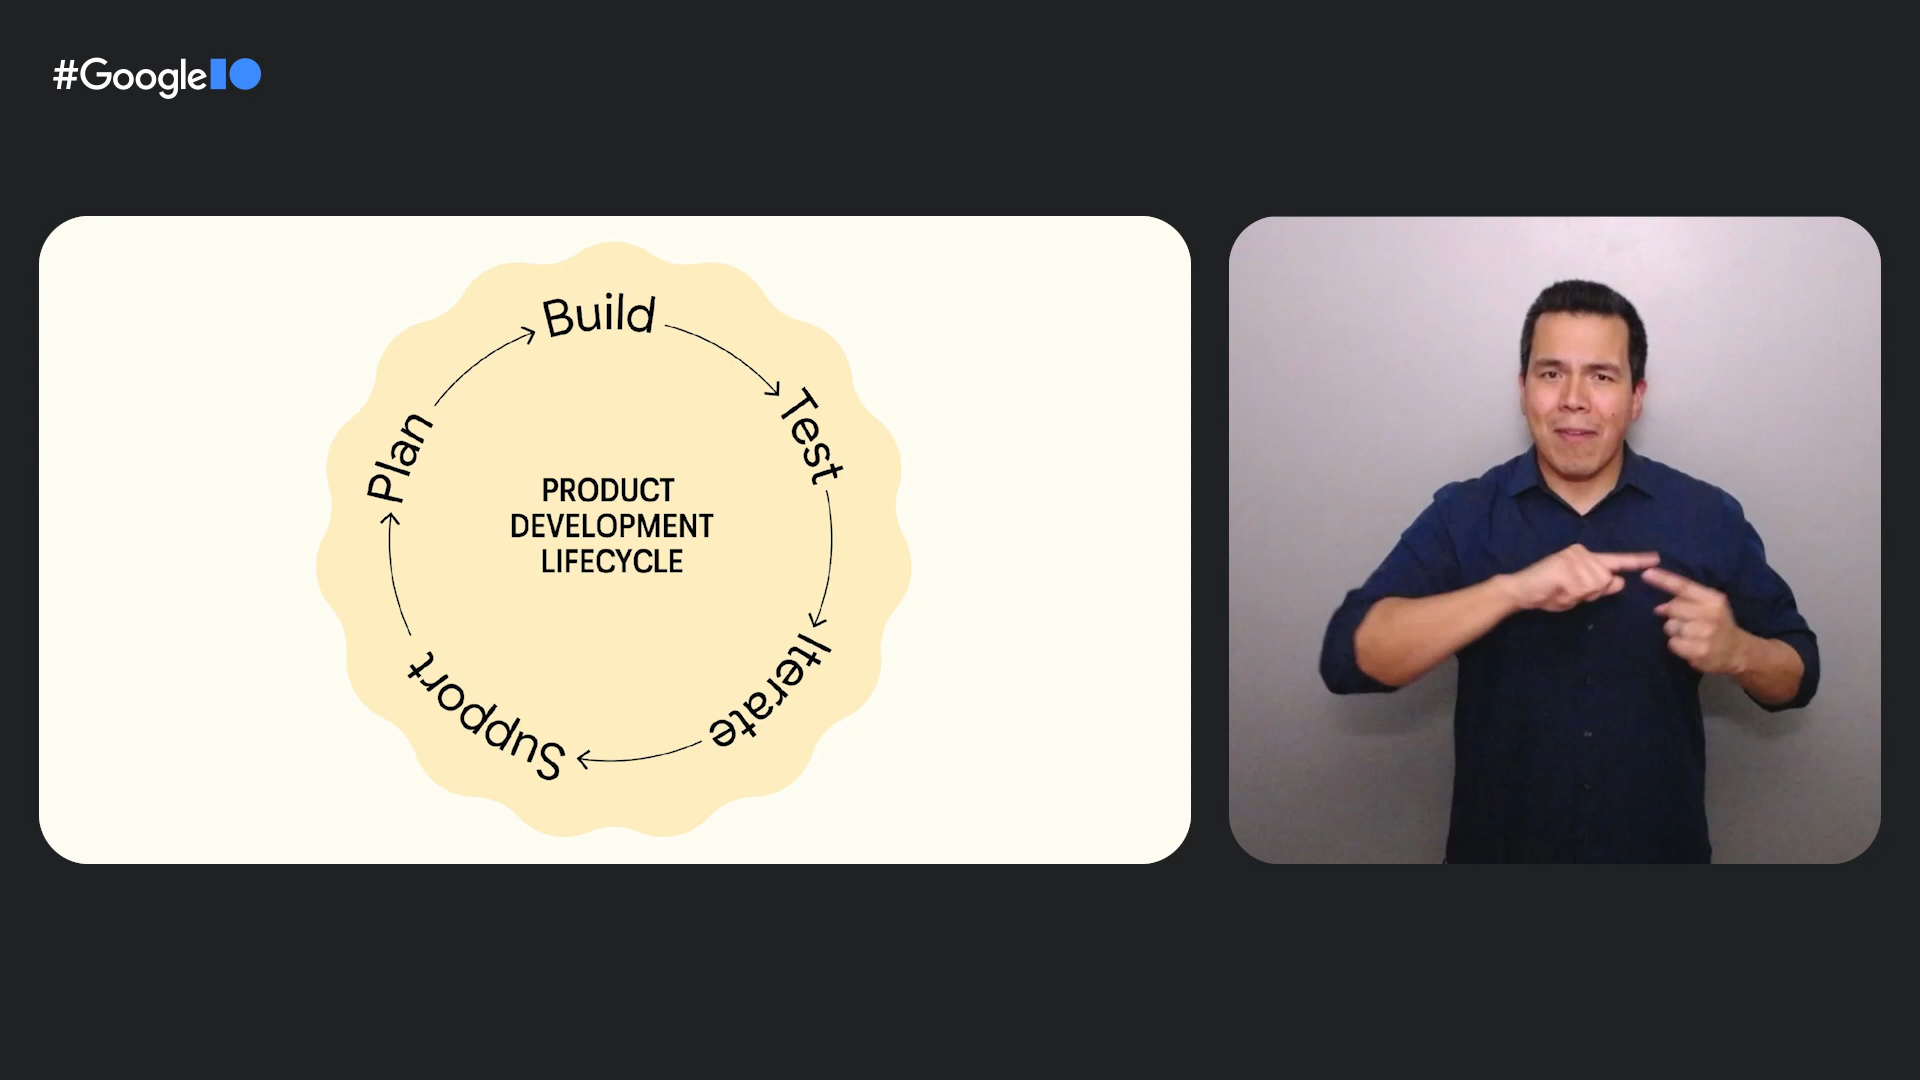 #GoogleIO
Build
Test
Iterate
Support
Plan
PRODUCT
DEVELOPMENT
LIFECYCLE